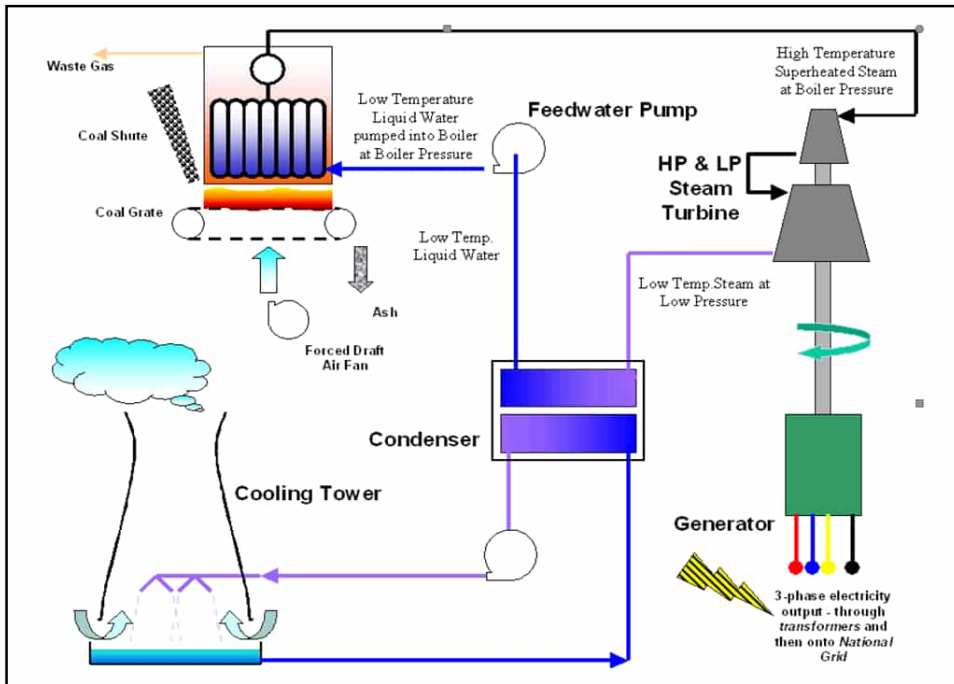 Waste Gas
Coal Shute
Coal Grate
Low Temperature
Liquid Water
pumped into Boiler
at Boiler Pressure
Feedwater Pump
High Temperature
Superheated Steam
at Boiler Pressure
HP & LP
Steam
Turbine
Low Temp.
Liquid Water
Low Temp.Steam at
Low Pressure
Ash
Forced Draft
Air Fan
Condenser
Cooling Tower
Generator
3-phase electricity
output - through
transformers and
then onto National
Grid